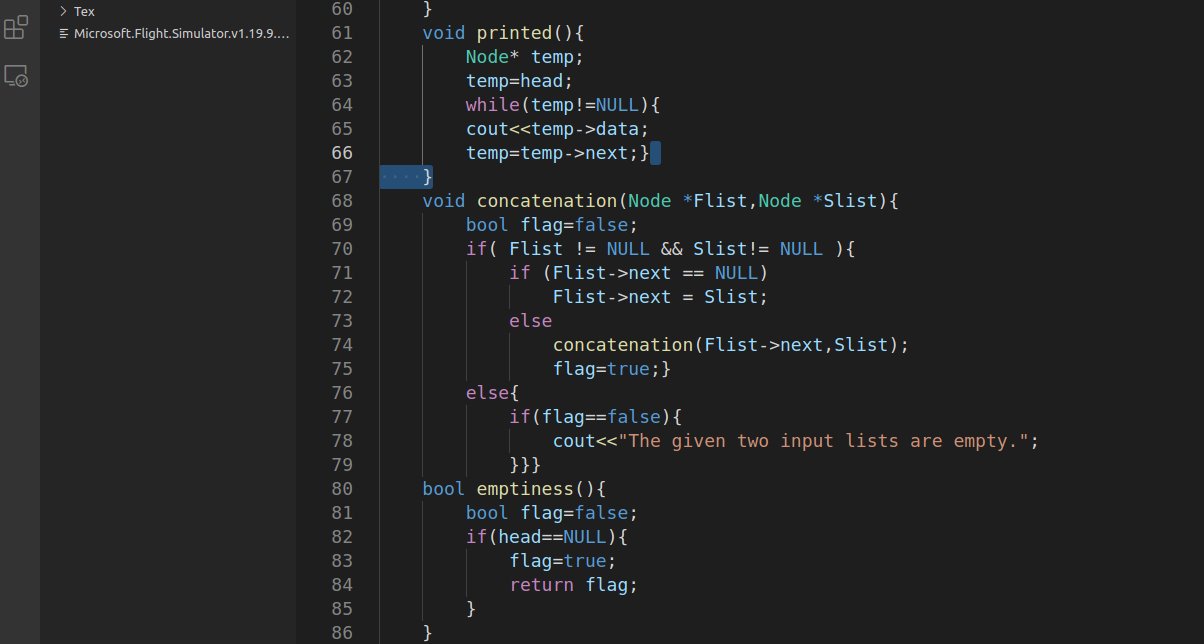 Tex
Microsoft.Flight.Simulator.v1.19.9....
60 }
61 void printed(){
62 Node* temp;
63 temp=head;
64 while(temp!=NULL){
65 cout<<temp->data;
66 temp=temp->next;}
67 ····}
68 void concatenation(Node *Flist,Node *Slist){
69 bool flag=false;
70 if( Flist != NULL && Slist!= NULL ){
71 if (Flist->next == NULL)
72 Flist->next = Slist;
73 else
74 concatenation(Flist->next,Slist);
75 flag=true;}
76 else{
77 if(flag==false){
78 cout<<"The given two input lists are empty.";
79 }}}
80 bool emptiness(){
81 bool flag=false;
82 if(head==NULL){
83 flag=true;
84 return flag;
85 }
86 }